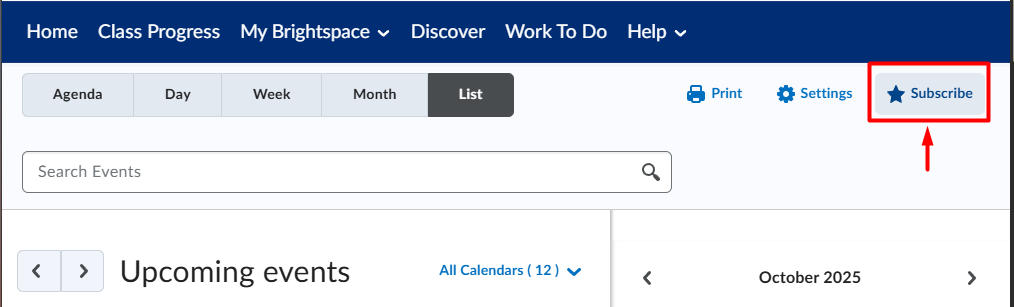 Home Class Progress My Brightspace Discover Work To Do Help
Agenda Day Week Month List Print Settings Subscribe
Search Events
Upcoming events All Calendars ( 12 ) October 2025